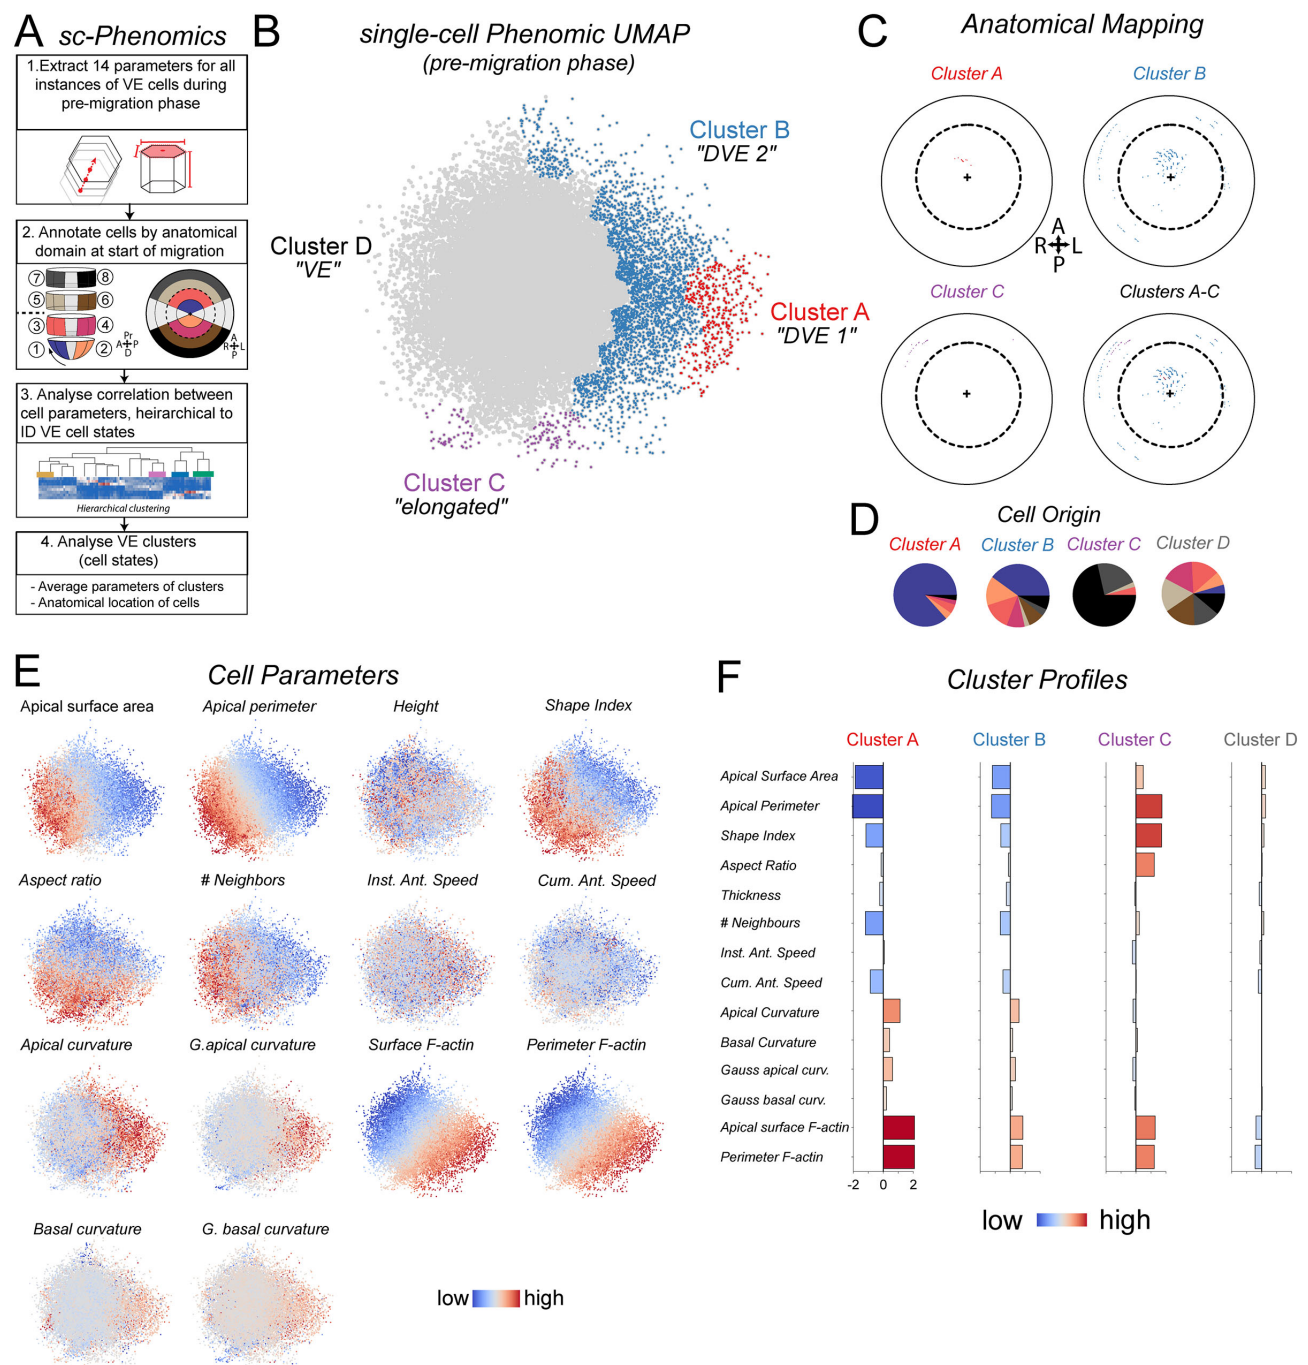 A sc-Phenomics
1.Extract 14 parameters for all
instances of VE cells during
pre-migration phase
2. Annotate cells by anatomical
domain at start of migration
7 8
5 6
3 4
1 2
Pr
A P
D
A
R L
P
3. Analyse correlation between
cell parameters, heirarchical to
ID VE cell states
Hierarchical clustering
4. Analyse VE clusters
(cell states)
- Average parameters of clusters
- Anatomical location of cells
B single-cell Phenomic UMAP
(pre-migration phase)
Cluster B
"DVE 2"
Cluster D
"VE"
Cluster A
"DVE 1"
Cluster C
"elongated"
C Anatomical Mapping
Cluster A Cluster B
A
R L
P
Cluster C Clusters A-C
D Cell Origin
Cluster A Cluster B Cluster C Cluster D
E Cell Parameters
Apical surface area Apical perimeter Height Shape Index
Aspect ratio # Neighbors Inst. Ant. Speed Cum. Ant. Speed
Apical curvature G.apical curvature Surface F-actin Perimeter F-actin
Basal curvature G. basal curvature
low high
F Cluster Profiles
Cluster A Cluster B Cluster C Cluster D
Apical Surface Area
Apical Perimeter
Shape Index
Aspect Ratio
Thickness
# Neighbours
Inst. Ant. Speed
Cum. Ant. Speed
Apical Curvature
Basal Curvature
Gauss apical curv.
Gauss basal curv.
Apical surface F-actin
Perimeter F-actin
-2 0 2
low high